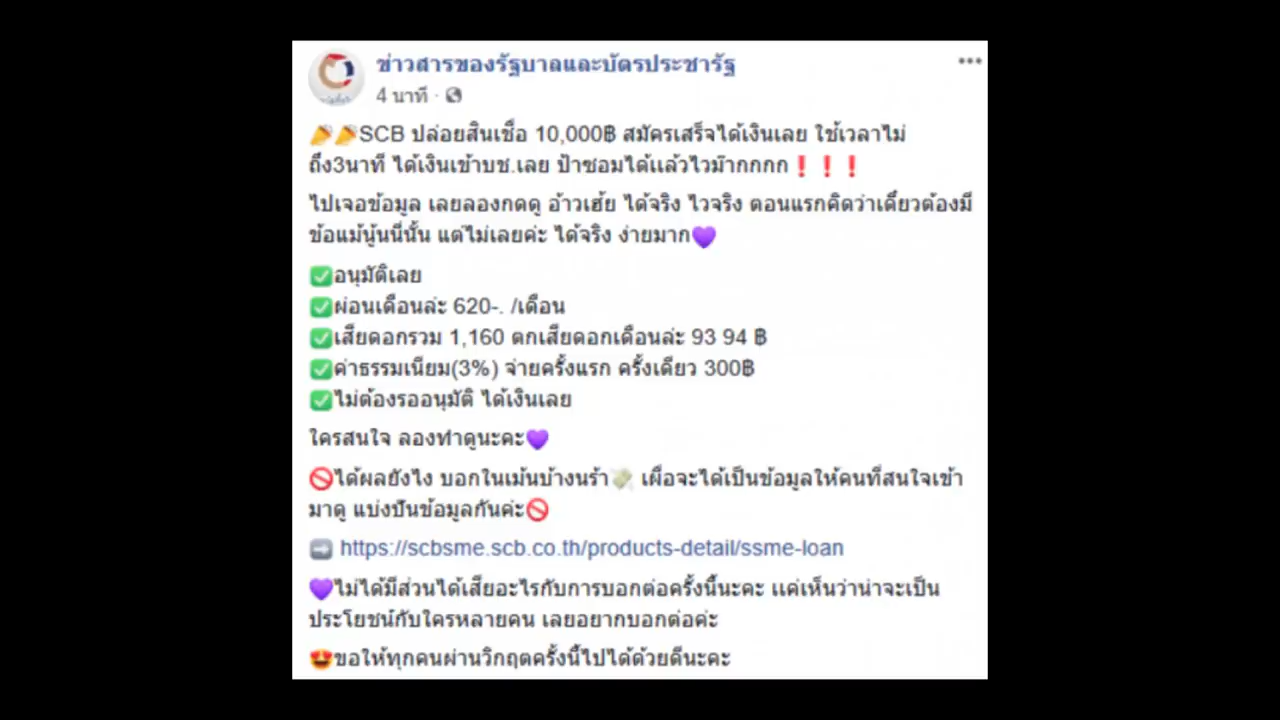 ข่าวสารของรัฐบาลและบัตรประชารัฐ
4 นาที ·
🎉🎉SCB ปล่อยสินเชื่อ 10,000฿ สมัครเสร็จได้เงินเลย ใช้เวลาไม่
ถึง3นาที ได้เงินเข้าบช.เลย ป้าซอมได้แล้วไวม๊ากกกก❗❗❗
ไปเจอข้อมูล เลยลองกดดู อ้าวเฮ้ย ได้จริง ไวจริง ตอนแรกคิดว่าเดี๋ยวต้องมี
ข้อแม้นู้นนี่นั้น แต่ไม่เลยค่ะ ได้จริง ง่ายมาก💜
✅อนุมัติเลย
✅ผ่อนเดือนล่ะ 620-. /เดือน
✅เสียดอกรวม 1,160 ตกเสียดอกเดือนล่ะ 93 94 ฿
✅ค่าธรรมเนียม(3%) จ่ายครั้งแรก ครั้งเดียว 300฿
✅ไม่ต้องรออนุมัติ ได้เงินเลย
ใครสนใจ ลองทำดูนะคะ💜
🚫ได้ผลยังไง บอกในเม้นบ้างนร้า💸 เผื่อจะได้เป็นข้อมูลให้คนที่สนใจเข้า
มาดู แบ่งปันข้อมูลกันค่ะ🚫
➡️ https://scbsme.scb.co.th/products-detail/ssme-loan
💜ไม่ได้มีส่วนได้เสียอะไรกับการบอกต่อครั้งนี้นะคะ แค่เห็นว่าน่าจะเป็น
ประโยชน์กับใครหลายคน เลยอยากบอกต่อค่ะ
😍ขอให้ทุกคนผ่านวิกฤตครั้งนี้ไปได้ด้วยดีนะคะ